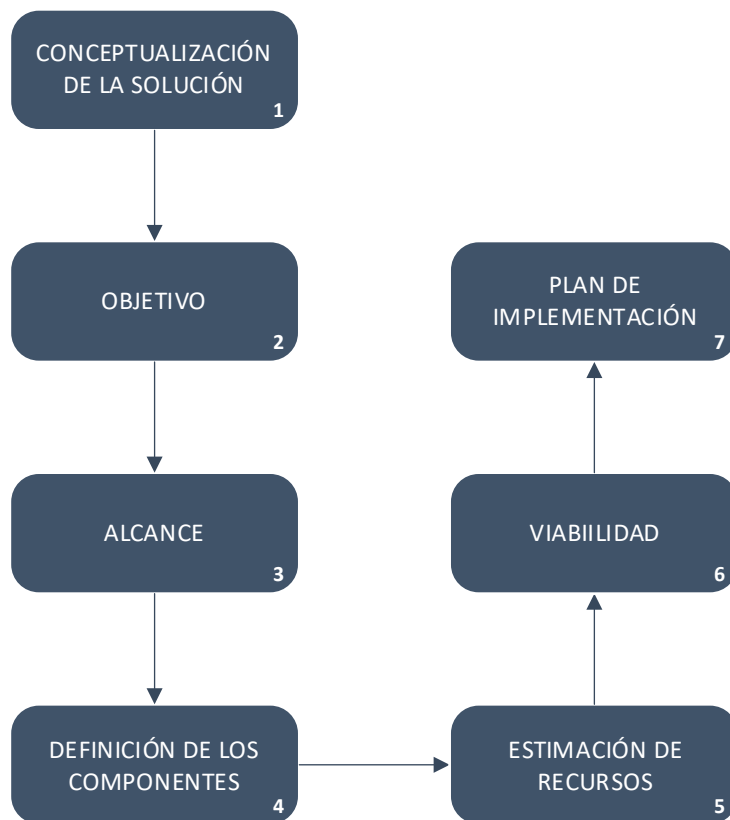 CONCEPTUALIZACIÓN
DE LA SOLUCIÓN
1
OBJETIVO
2
ALCANCE
3
DEFINICIÓN DE LOS
COMPONENTES
4
ESTIMACIÓN DE
RECURSOS
5
VIABIILIDAD
6
PLAN DE
IMPLEMENTACIÓN
7